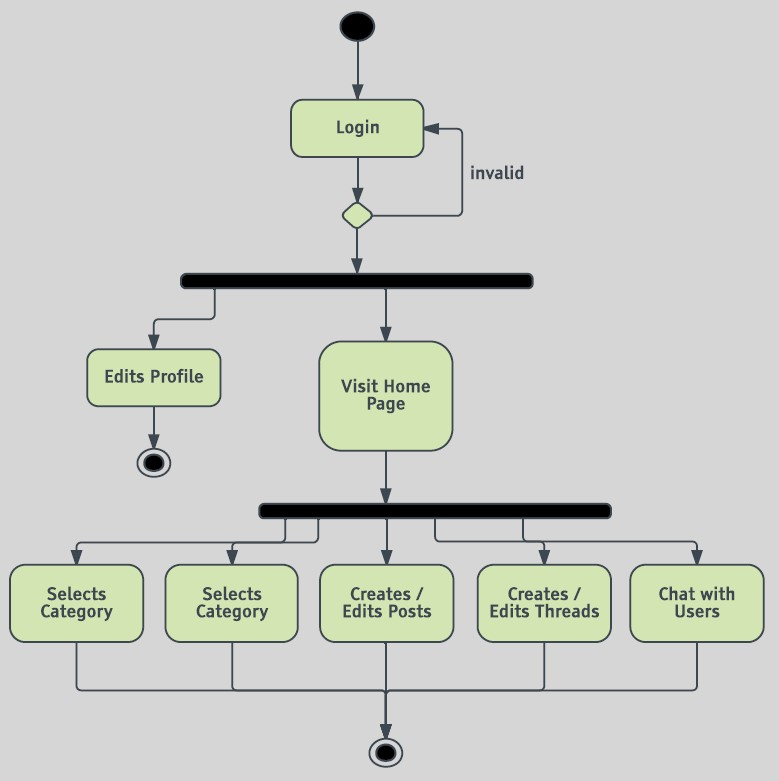 Login
invalid
Edits Profile
Visit Home
Page
Selects
Category
Selects
Category
Creates /
Edits Posts
Creates /
Edits Threads
Chat with
Users